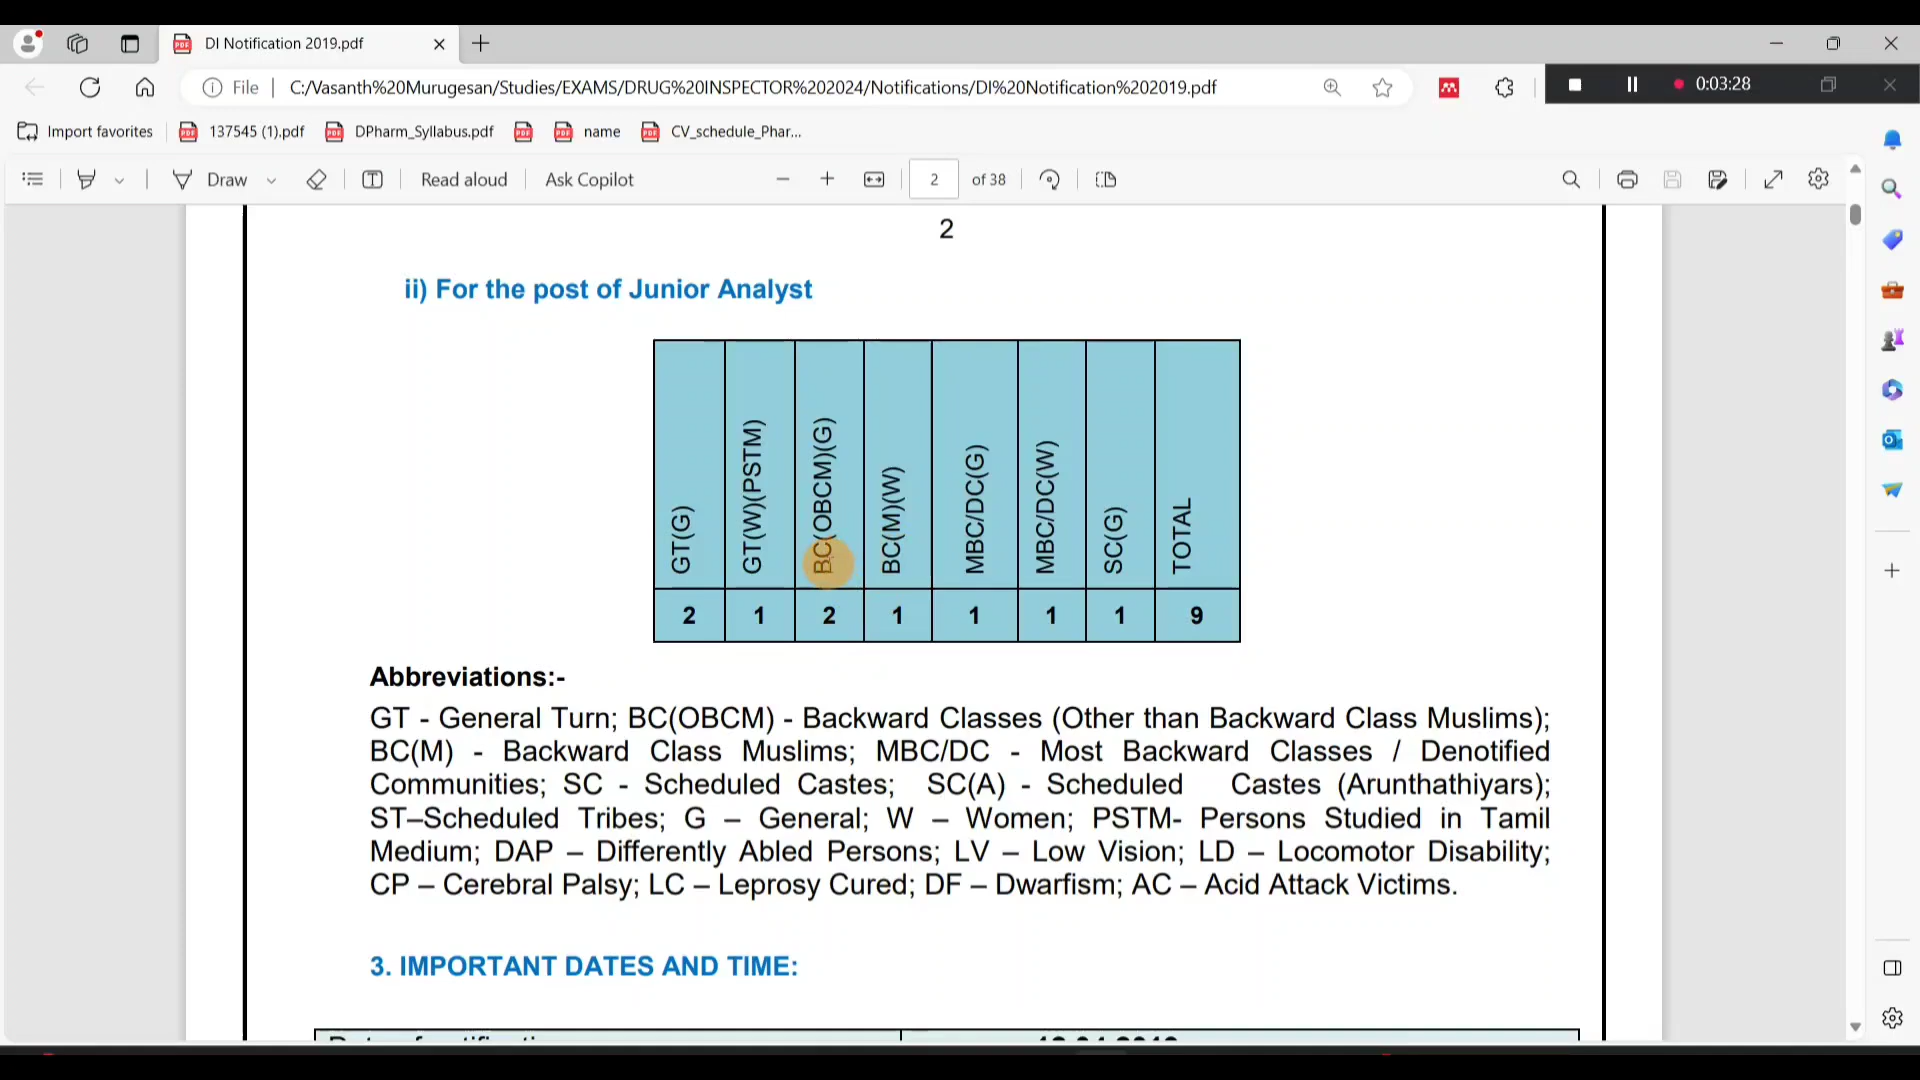 DI Notification 2019.pdf
File
C:/Vasanth%20Murugesan/Studies/EXAMS/DRUG%20INSPECTOR%202024/Notifications/DI%20Notification%202019.pdf
0:03:28
Import favorites
137545 (1).pdf
DPharm_Syllabus.pdf
name
CV_schedule_Phar...
Draw
Read aloud
Ask Copilot
2 of 38
2
ii) For the post of Junior Analyst
GT(G) GT(W)(PSTM) BC(OBCM)(G) BC(M)(W) MBC/DC(G) MBC/DC(W) SC(G) TOTAL
2 1 2 1 1 1 1 9
Abbreviations:-
GT - General Turn; BC(OBCM) - Backward Classes (Other than Backward Class Muslims);
BC(M) - Backward Class Muslims; MBC/DC - Most Backward Classes / Denotified
Communities; SC - Scheduled Castes; SC(A) - Scheduled Castes (Arunthathiyars);
ST–Scheduled Tribes; G – General; W – Women; PSTM- Persons Studied in Tamil
Medium; DAP – Differently Abled Persons; LV – Low Vision; LD – Locomotor Disability;
CP – Cerebral Palsy; LC – Leprosy Cured; DF – Dwarfism; AC – Acid Attack Victims.
3. IMPORTANT DATES AND TIME: